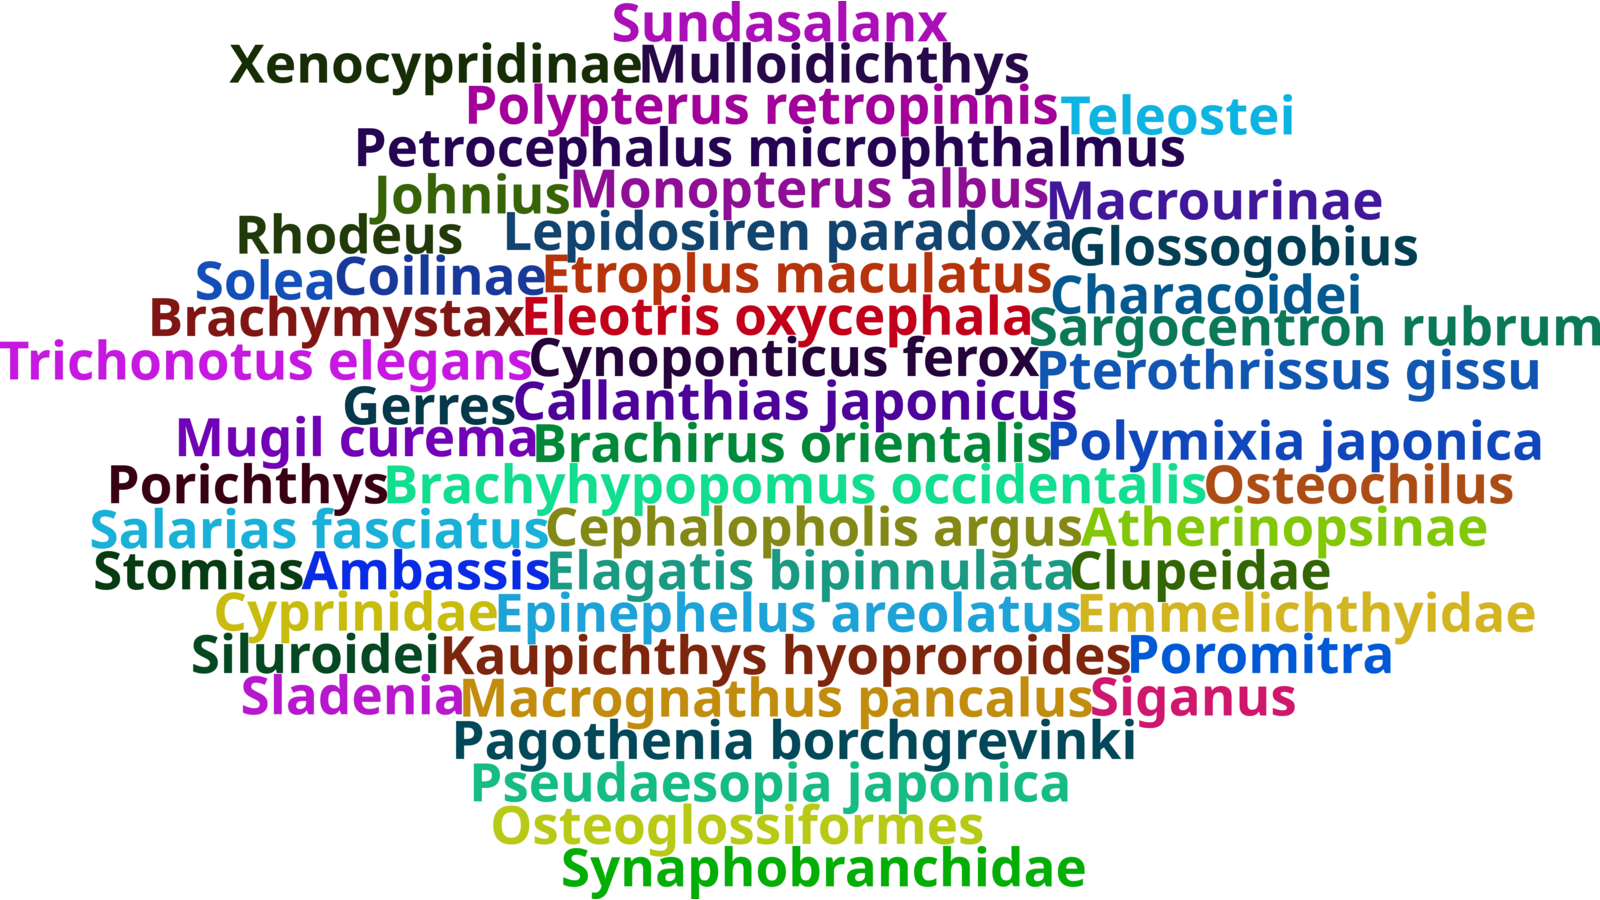 Sundasalanx
Xenocypridinae Mulloidichthys
Polypterus retropinnis Teleostei
Petrocephalus microphthalmus
Johnius Monopterus albus Macrourinae
Rhodeus Lepidosiren paradoxa Glossogobius
Solea Coilinae Etroplus maculatus Characoidei
Brachymystax Eleotris oxycephala Sargocentron rubrum
Trichonotus elegans Cynoponticus ferox Pterothrissus gissu
Gerres Callanthias japonicus
Mugil curema Brachirus orientalis Polymixia japonica
Porichthys Brachyhypopomus occidentalis Osteochilus
Salarias fasciatus Cephalopholis argus Atherinopsinae
Stomias Ambassis Elagatis bipinnulata Clupeidae
Cyprinidae Epinephelus areolatus Emmelichthyidae
Siluroidei Kaupichthys hyoproroides Poromitra
Sladenia Macrognathus pancalus Siganus
Pagothenia borchgrevinki
Pseudaesopia japonica
Osteoglossiformes
Synaphobranchidae